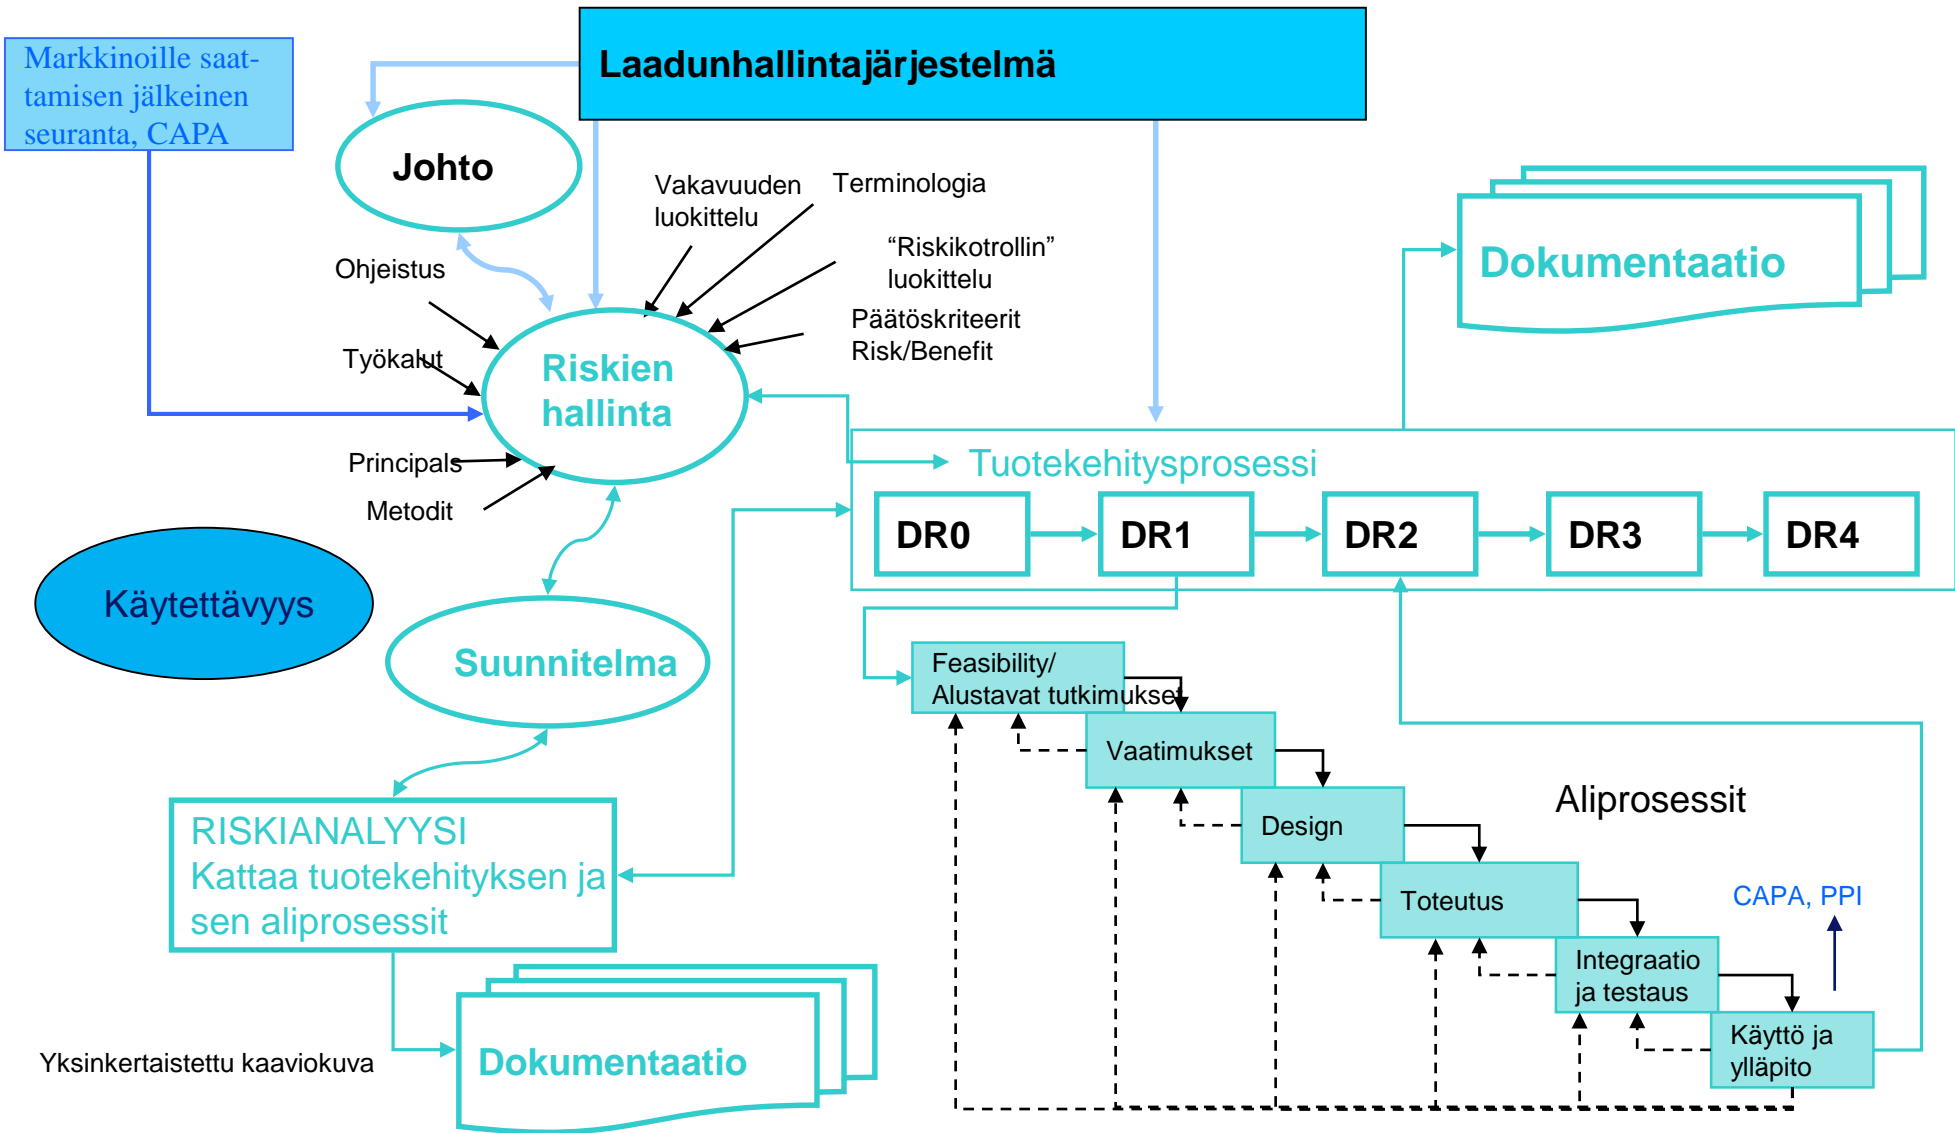 Laadunhallintajärjestelmä
Markkinoille saat-
tamisen jälkeinen
seuranta, CAPA
Johto
Vakavuuden
luokittelu
Terminologia
“Riskikotrollin”
luokittelu
Ohjeistus
Päätöskriteerit
Risk/Benefit
Työkalut
Riskien
hallinta
Dokumentaatio
Principals
Metodit
Tuotekehitysprosessi
DR0
DR1
DR2
DR3
DR4
Käytettävyys
Suunnitelma
Feasibility/
Alustavat tutkimukset
Vaatimukset
Design
Aliprosessit
Toteutus
CAPA, PPI
Integraatio
ja testaus
Käyttö ja
ylläpito
RISKIANALYYSI
Kattaa tuotekehityksen ja
sen aliprosessit
Dokumentaatio
Yksinkertaistettu kaaviokuva